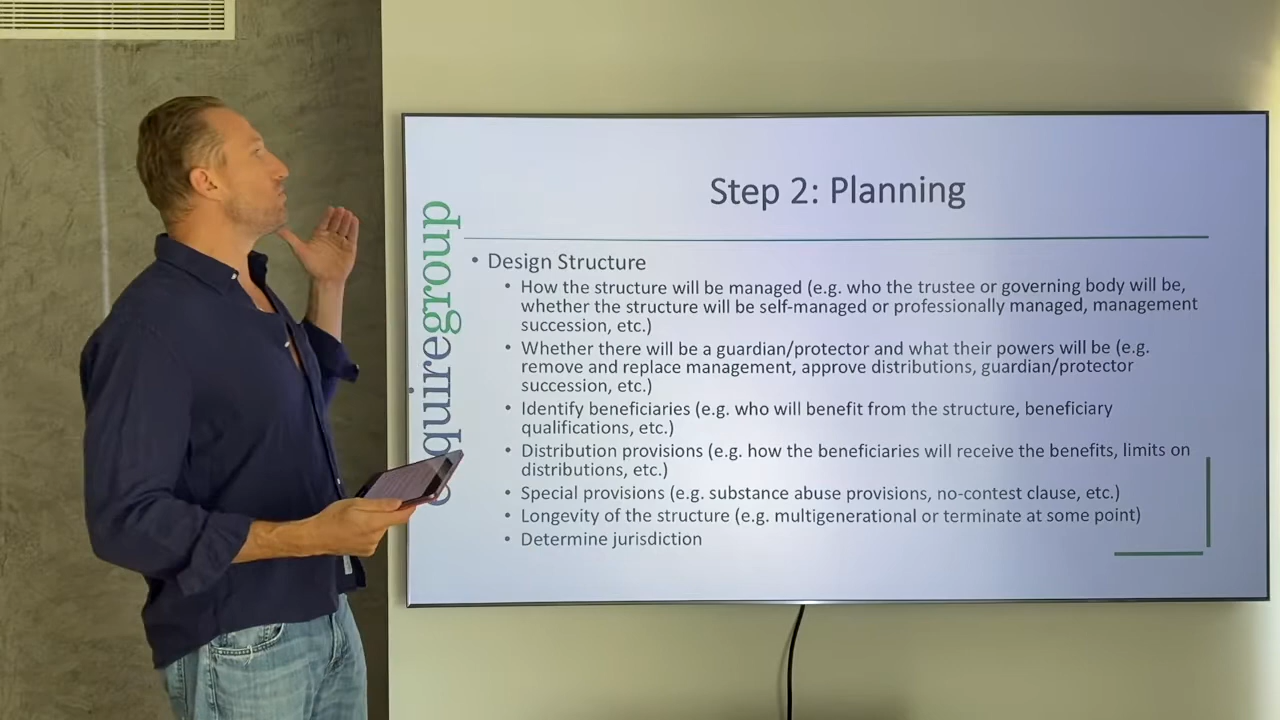 Step 2: Planning
• Design Structure
• How the structure will be managed (e.g. who the trustee or governing body will be,
whether the structure will be self-managed or professionally managed, management
succession, etc.)
• Whether there will be a guardian/protector and what their powers will be (e.g.
remove and replace management, approve distributions, guardian/protector
succession, etc.)
• Identify beneficiaries (e.g. who will benefit from the structure, beneficiary
qualifications, etc.)
• Distribution provisions (e.g. how the beneficiaries will receive the benefits, limits on
distributions, etc.)
• Special provisions (e.g. substance abuse provisions, no-contest clause, etc.)
• Longevity of the structure (e.g. multigenerational or terminate at some point)
• Determine jurisdiction